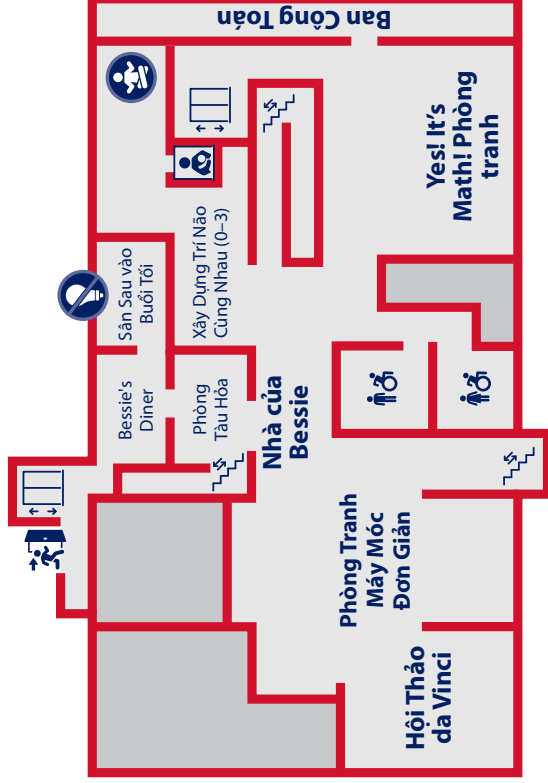 Ban Công Toán
Yes! It's
Math! Phòng
tranh
Sân Sau vào
Buổi Tối
Xây Dựng Trí Não
Cùng Nhau (0–3)
Bessie's
Diner
Phòng
Tàu Hỏa
Nhà của
Bessie
Phòng Tranh
Máy Móc
Đơn Giản
Hội Thảo
da Vinci